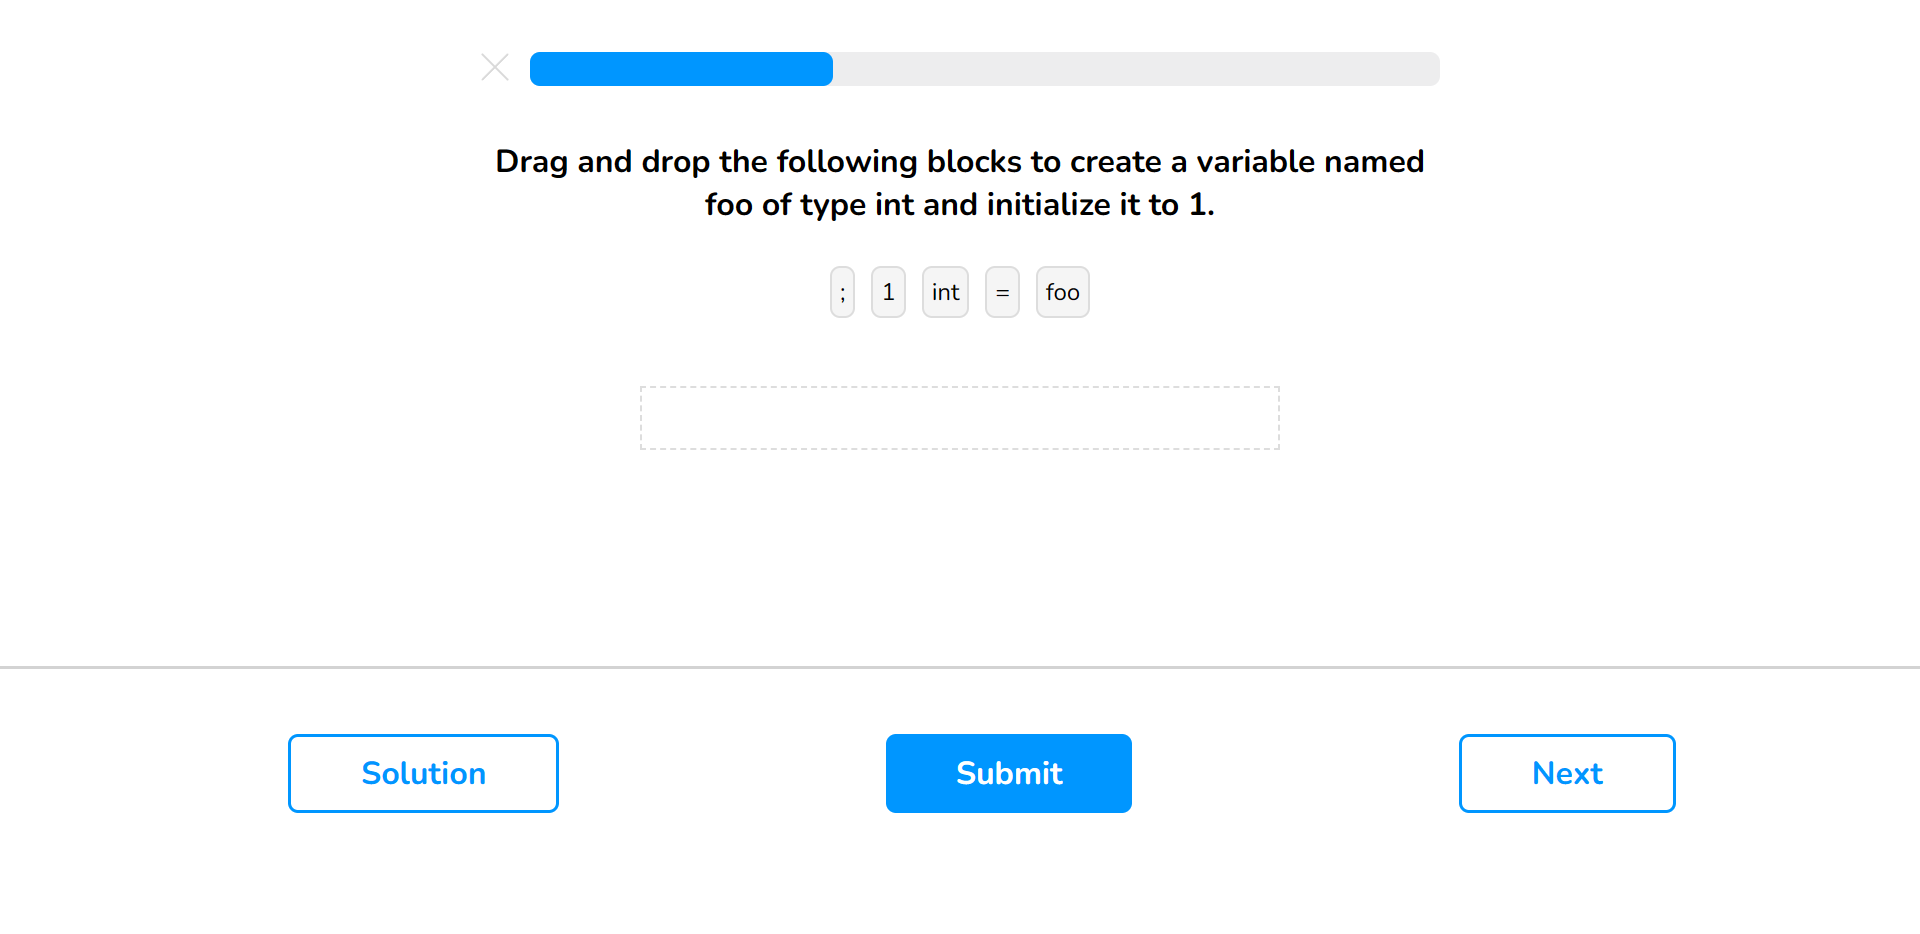 Drag and drop the following blocks to create a variable named
foo of type int and initialize it to 1.
; 1 int = foo
Solution Submit Next